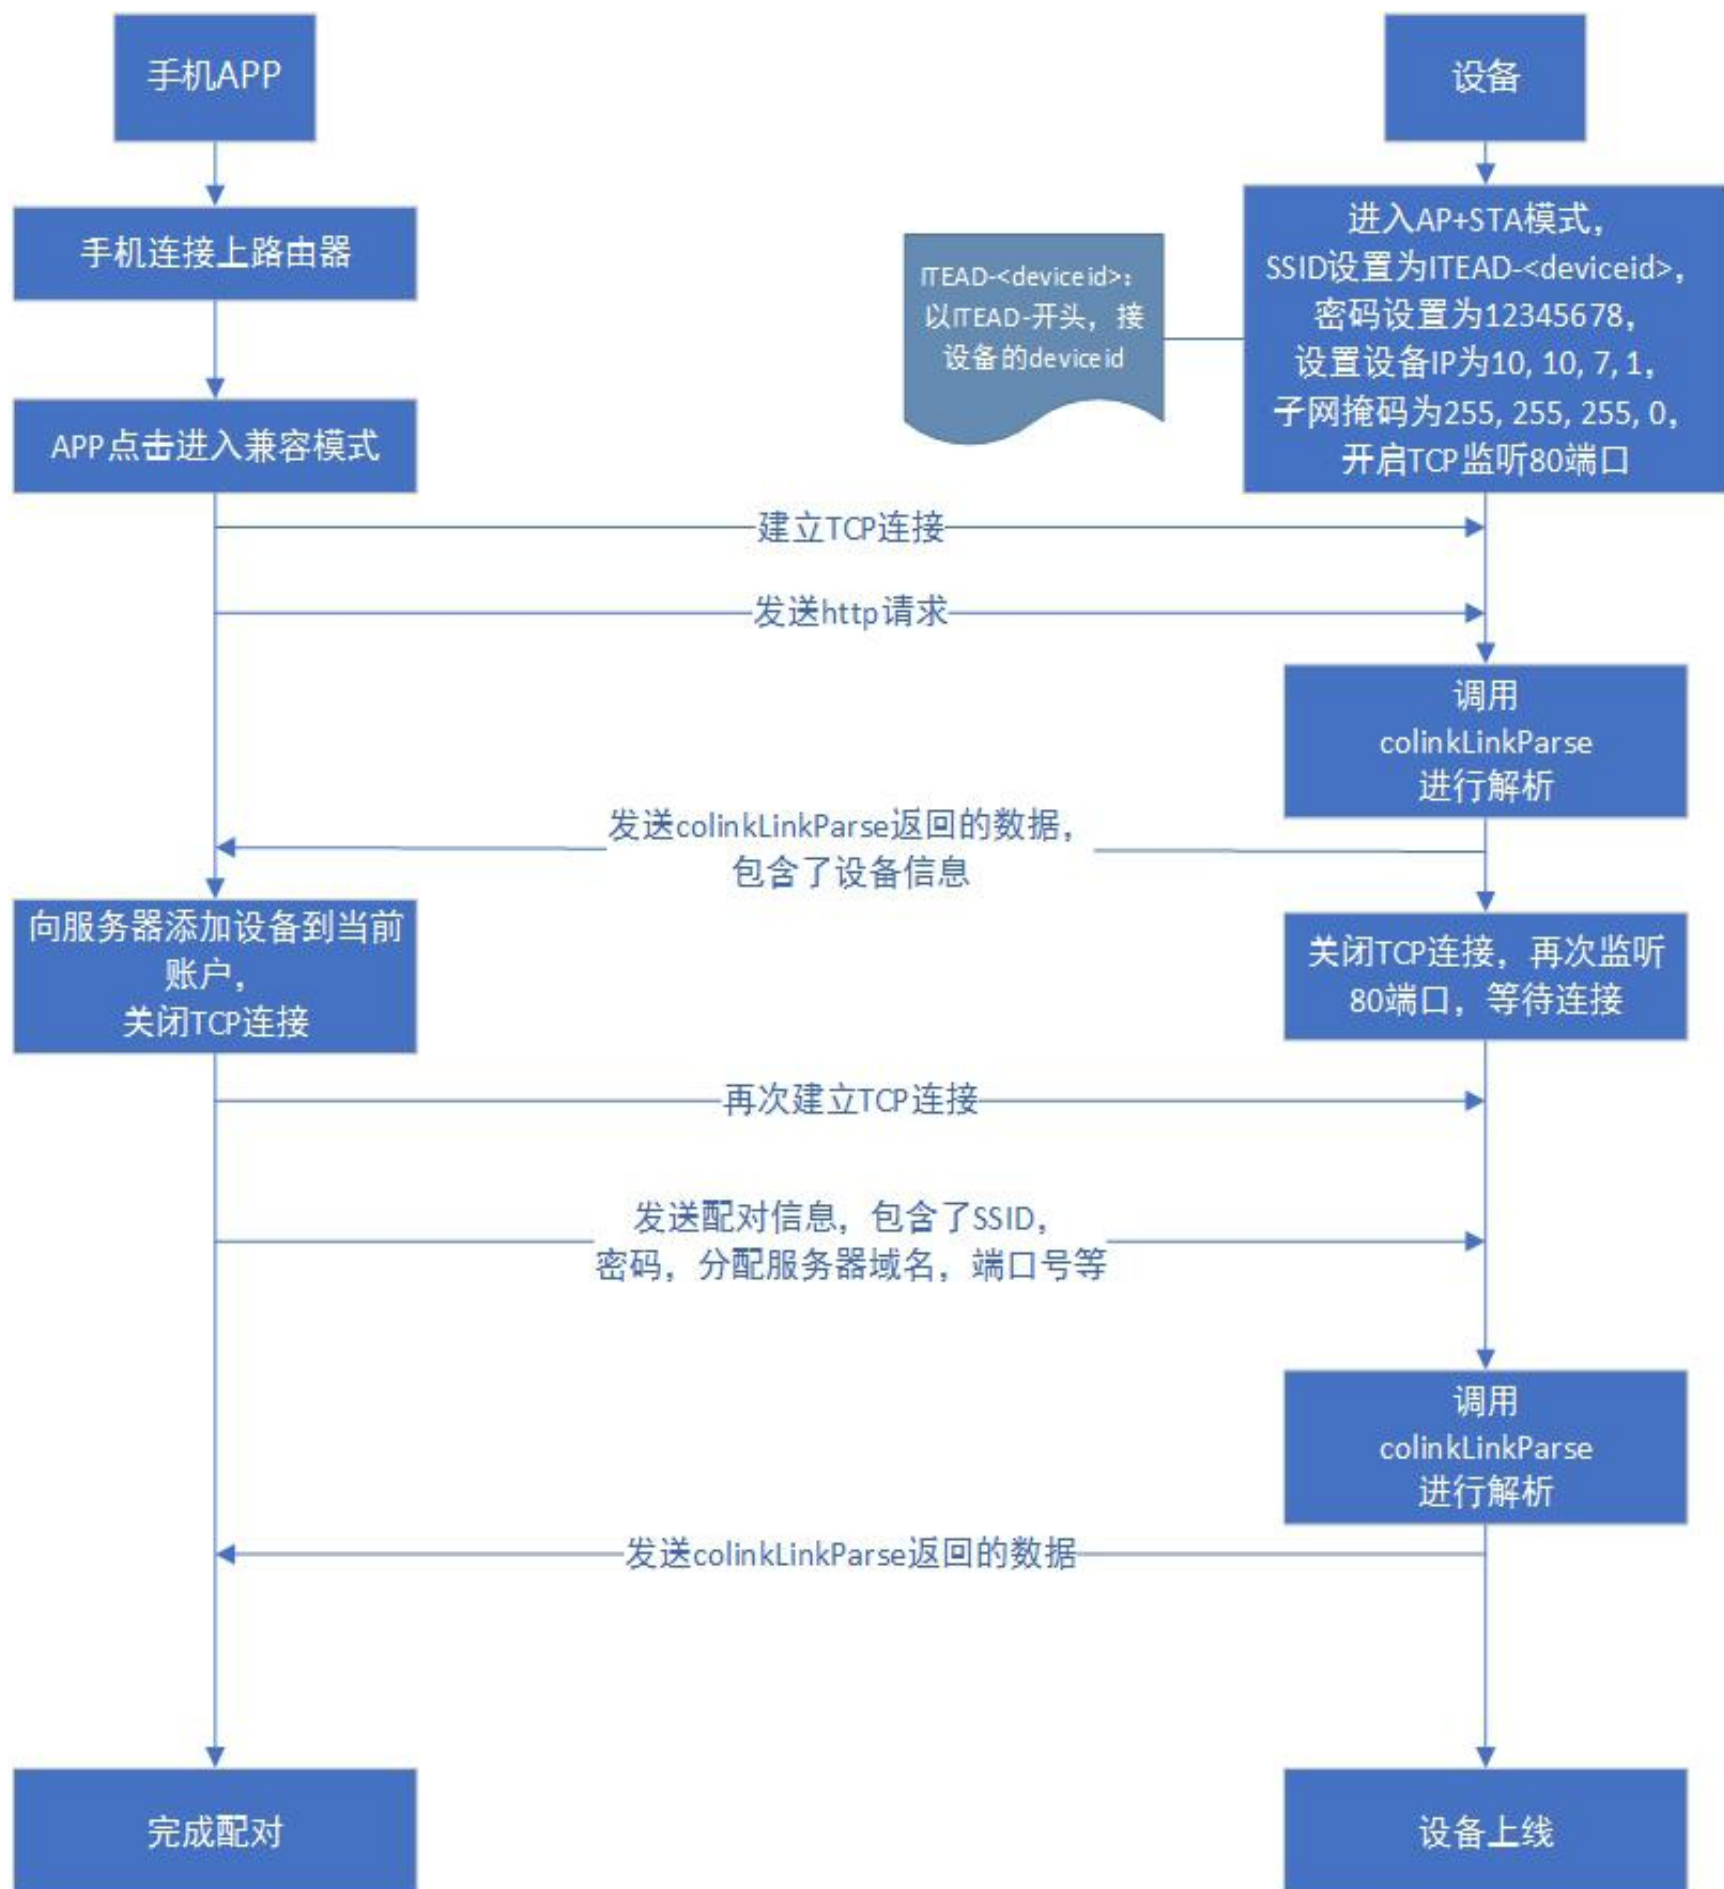 手机APP
设备
手机连接上路由器
进入AP+STA模式，
SSID设置为ITEAD-<deviceid>，
密码设置为12345678，
设置设备IP为10, 10, 7, 1，
子网掩码为255, 255, 255, 0，
开启TCP监听80端口
ITEAD-<deviceid>：
以ITEAD-开头，接
设备的deviceid
APP点击进入兼容模式
建立TCP连接
发送http请求
调用
colinkLinkParse
进行解析
发送colinkLinkParse返回的数据，
包含了设备信息
向服务器添加设备到当前
账户，
关闭TCP连接
关闭TCP连接，再次监听
80端口，等待连接
再次建立TCP连接
发送配对信息，包含了SSID，
密码，分配服务器域名，端口号等
调用
colinkLinkParse
进行解析
发送colinkLinkParse返回的数据
完成配对
设备上线